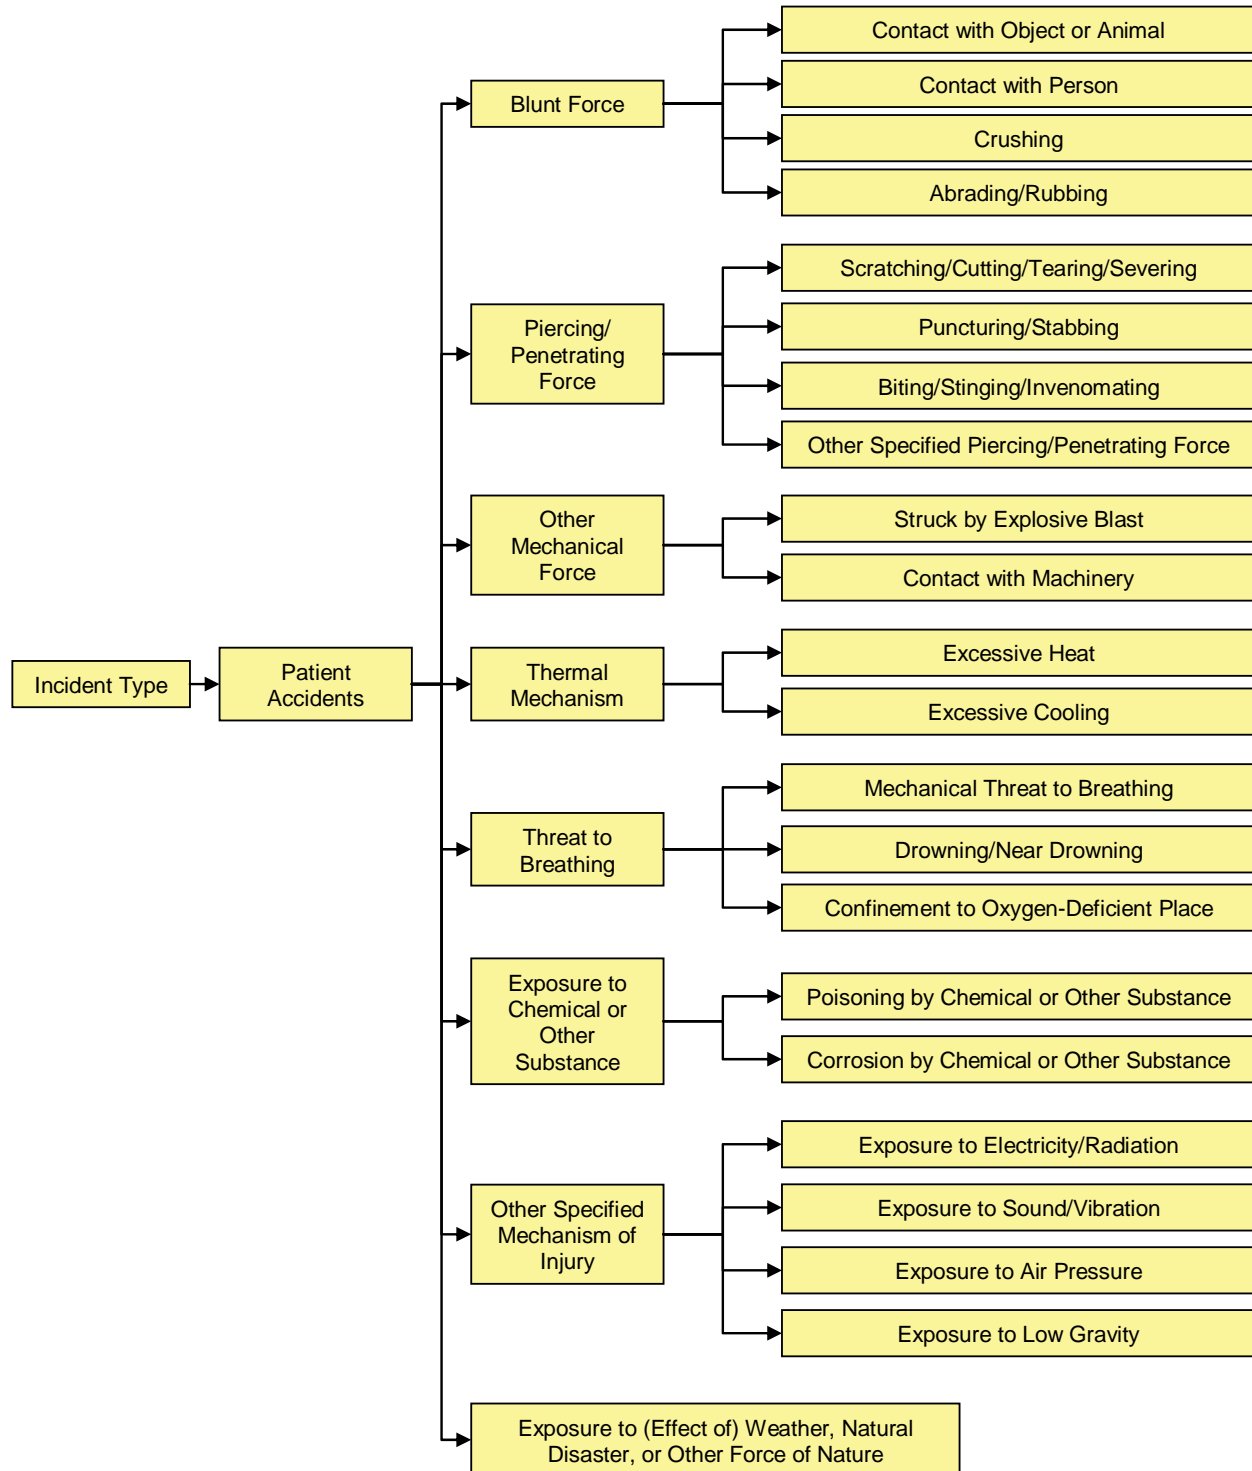 Incident Type
Patient
Accidents
Blunt Force
Contact with Object or Animal
Contact with Person
Crushing
Abrading/Rubbing
Piercing/
Penetrating
Force
Scratching/Cutting/Tearing/Severing
Puncturing/Stabbing
Biting/Stinging/Invenomating
Other Specified Piercing/Penetrating Force
Other
Mechanical
Force
Struck by Explosive Blast
Contact with Machinery
Thermal
Mechanism
Excessive Heat
Excessive Cooling
Threat to
Breathing
Mechanical Threat to Breathing
Drowning/Near Drowning
Confinement to Oxygen-Deficient Place
Exposure to
Chemical or
Other
Substance
Poisoning by Chemical or Other Substance
Corrosion by Chemical or Other Substance
Other Specified
Mechanism of
Injury
Exposure to Electricity/Radiation
Exposure to Sound/Vibration
Exposure to Air Pressure
Exposure to Low Gravity
Exposure to (Effect of) Weather, Natural
Disaster, or Other Force of Nature